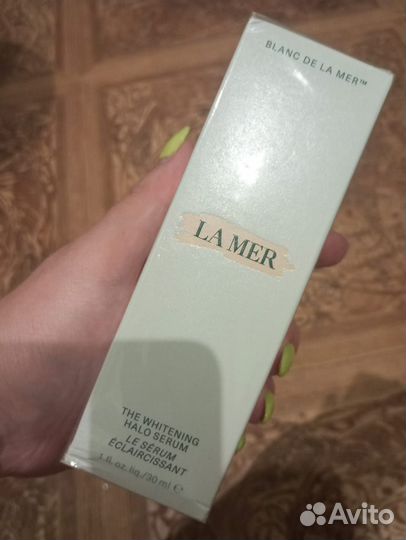 BLANC DE LA MER™
LA MER
THE WHITENING
HALO SERUM
LE SÉRUM
ÉCLAIRCISSANT
1 fl.oz.liq./30 ml ℮
Avito